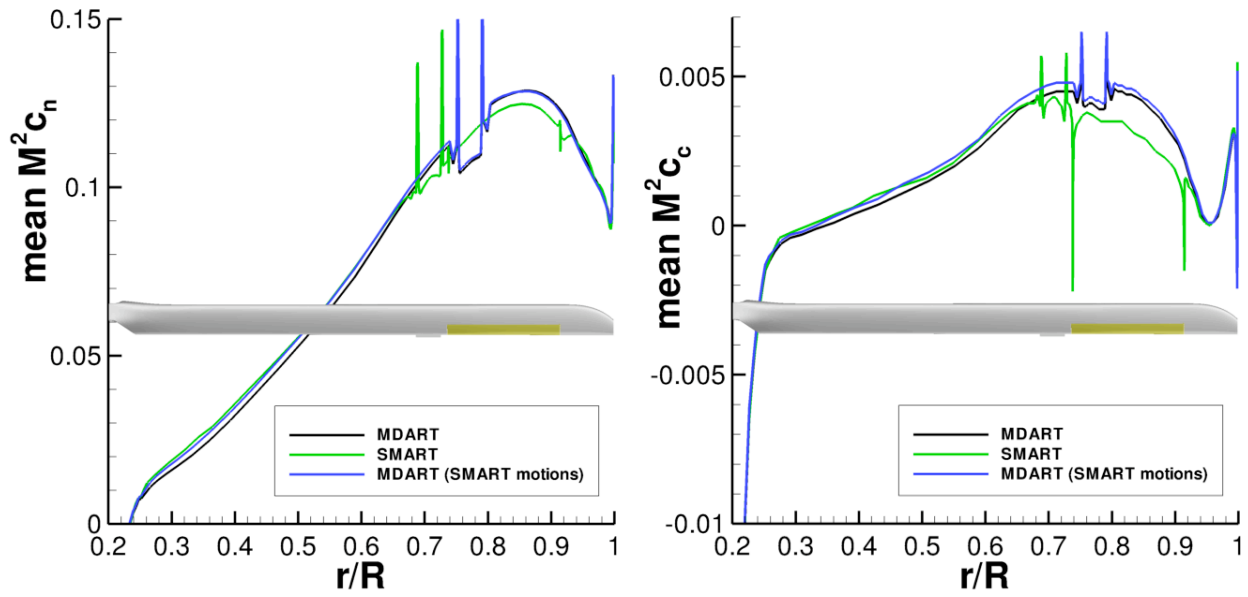 mean M²cₙ
0.15
0.1
0.05
0
0.2 0.3 0.4 0.5 0.6 0.7 0.8 0.9 1
r/R
MDART
SMART
MDART (SMART motions)
mean M²c꜀
0.005
0
-0.005
-0.01
0.2 0.3 0.4 0.5 0.6 0.7 0.8 0.9 1
r/R
MDART
SMART
MDART (SMART motions)